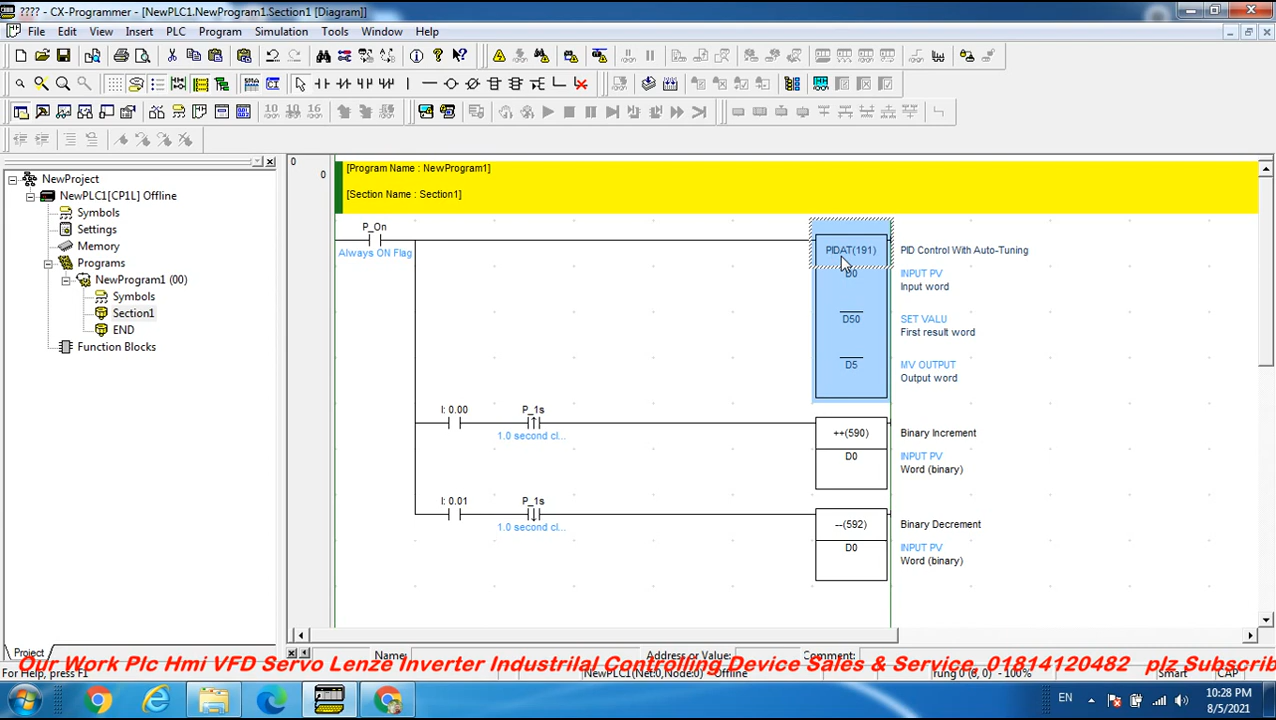 ???? - CX-Programmer - [NewPLC1.NewProgram1.Section1 [Diagram]]
File Edit View Insert PLC Program Simulation Tools Window Help
NewProject
NewPLC1[CP1L] Offline
Symbols
Settings
Memory
Programs
NewProgram1 (00)
Symbols
Section1
END
Function Blocks
Project
0
0
[Program Name : NewProgram1]
[Section Name : Section1]
P_On
Always ON Flag
PIDAT(191)
PID Control With Auto-Tuning
D0
INPUT PV
Input word
D50
SET VALU
First result word
D5
MV OUTPUT
Output word
I: 0.00
P_1s
1.0 second cl...
++(590)
Binary Increment
D0
INPUT PV
Word (binary)
I: 0.01
P_1s
1.0 second cl...
--(592)
Binary Decrement
D0
INPUT PV
Word (binary)
Name: Address or Value: Comment:
Our Work Plc Hmi VFD Servo Lenze Inverter Industrilal Controlling Device Sales & Service 01814120482 plz Subscrib
For Help, press F1
NewPLC1(Net:0,Node:0) - Offline
rung 0 (6, 0) - 100%
Smart
CAP
EN
10:28 PM
8/5/2021